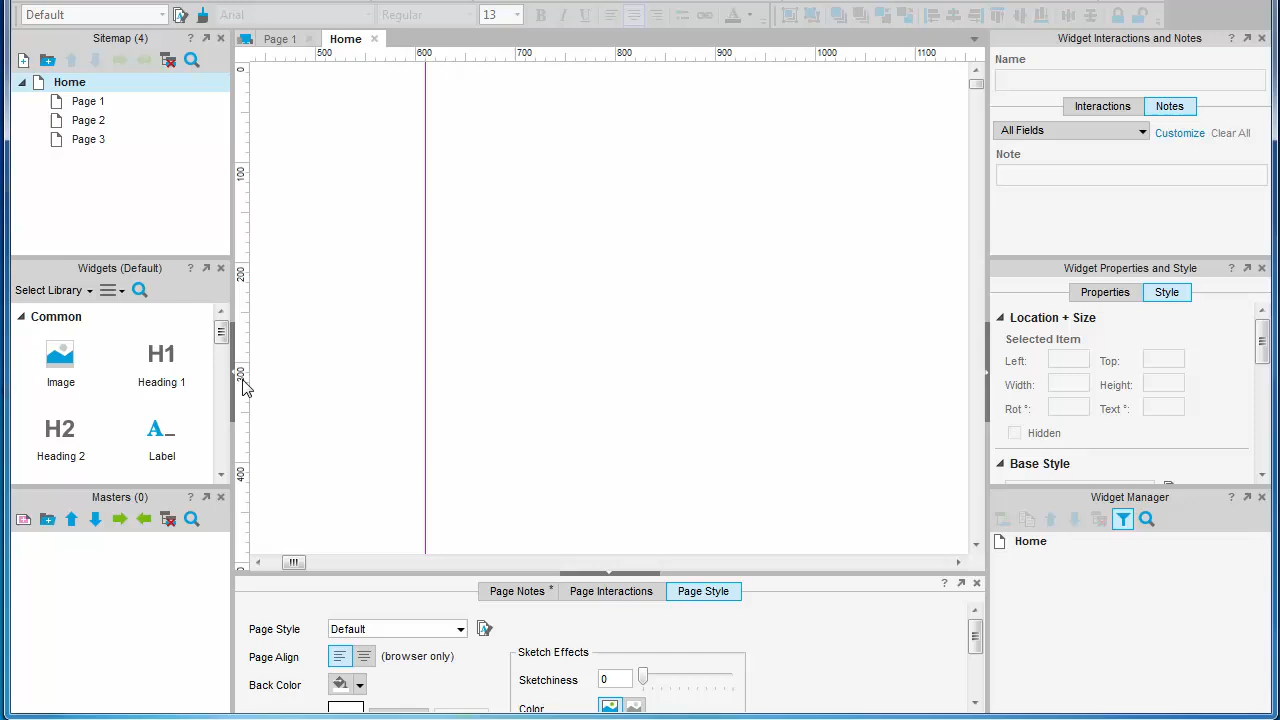 Default Arial Regular 13
Sitemap (4) ?
Page 1 Home
Widget Interactions and Notes ?
500 600 700 800 900 1000 1100
Home
Page 1
Page 2
Page 3
0
100
200
300
400
Name
Interactions Notes
All Fields Customize Clear All
Note
Widgets (Default) ?
Select Library
Common
Image
H1
Heading 1
H2
Heading 2
A_
Label
Masters (0) ?
Widget Properties and Style ?
Properties Style
Location + Size
Selected Item
Left: Top:
Width: Height:
Rot °: Text °:
Hidden
Base Style
Widget Manager ?
Home
?
Page Notes * Page Interactions Page Style
Page Style Default
Page Align (browser only)
Back Color
Sketch Effects
Sketchiness 0
Color